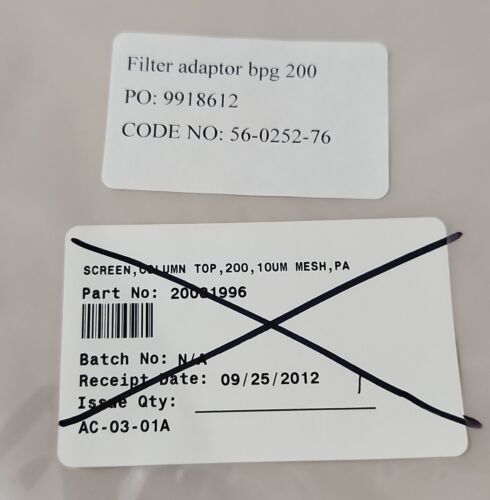 Filter adaptor bpg 200
PO: 9918612
CODE NO: 56-0252-76
SCREEN,COLUMN TOP,200,10UM MESH,PA
Part No: 20031996
Batch No: N/A
Receipt Date: 09/25/2012
Issue Qty:
AC-03-01A